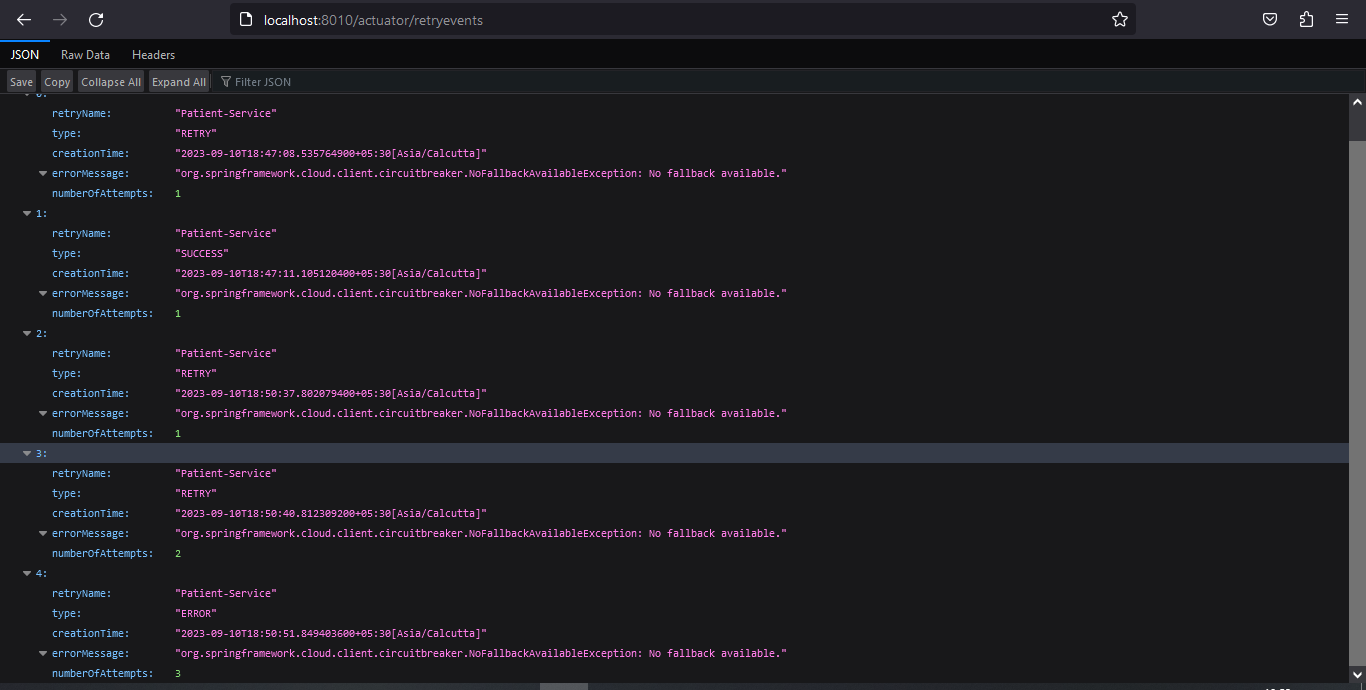 localhost:8010/actuator/retryevents
JSON Raw Data Headers
Save Copy Collapse All Expand All Filter JSON
0:
retryName: "Patient-Service"
type: "RETRY"
creationTime: "2023-09-10T18:47:08.535764900+05:30[Asia/Calcutta]"
errorMessage: "org.springframework.cloud.client.circuitbreaker.NoFallbackAvailableException: No fallback available."
numberOfAttempts: 1
1:
retryName: "Patient-Service"
type: "SUCCESS"
creationTime: "2023-09-10T18:47:11.105120400+05:30[Asia/Calcutta]"
errorMessage: "org.springframework.cloud.client.circuitbreaker.NoFallbackAvailableException: No fallback available."
numberOfAttempts: 1
2:
retryName: "Patient-Service"
type: "RETRY"
creationTime: "2023-09-10T18:50:37.802079400+05:30[Asia/Calcutta]"
errorMessage: "org.springframework.cloud.client.circuitbreaker.NoFallbackAvailableException: No fallback available."
numberOfAttempts: 1
3:
retryName: "Patient-Service"
type: "RETRY"
creationTime: "2023-09-10T18:50:40.812309200+05:30[Asia/Calcutta]"
errorMessage: "org.springframework.cloud.client.circuitbreaker.NoFallbackAvailableException: No fallback available."
numberOfAttempts: 2
4:
retryName: "Patient-Service"
type: "ERROR"
creationTime: "2023-09-10T18:50:51.849403600+05:30[Asia/Calcutta]"
errorMessage: "org.springframework.cloud.client.circuitbreaker.NoFallbackAvailableException: No fallback available."
numberOfAttempts: 3